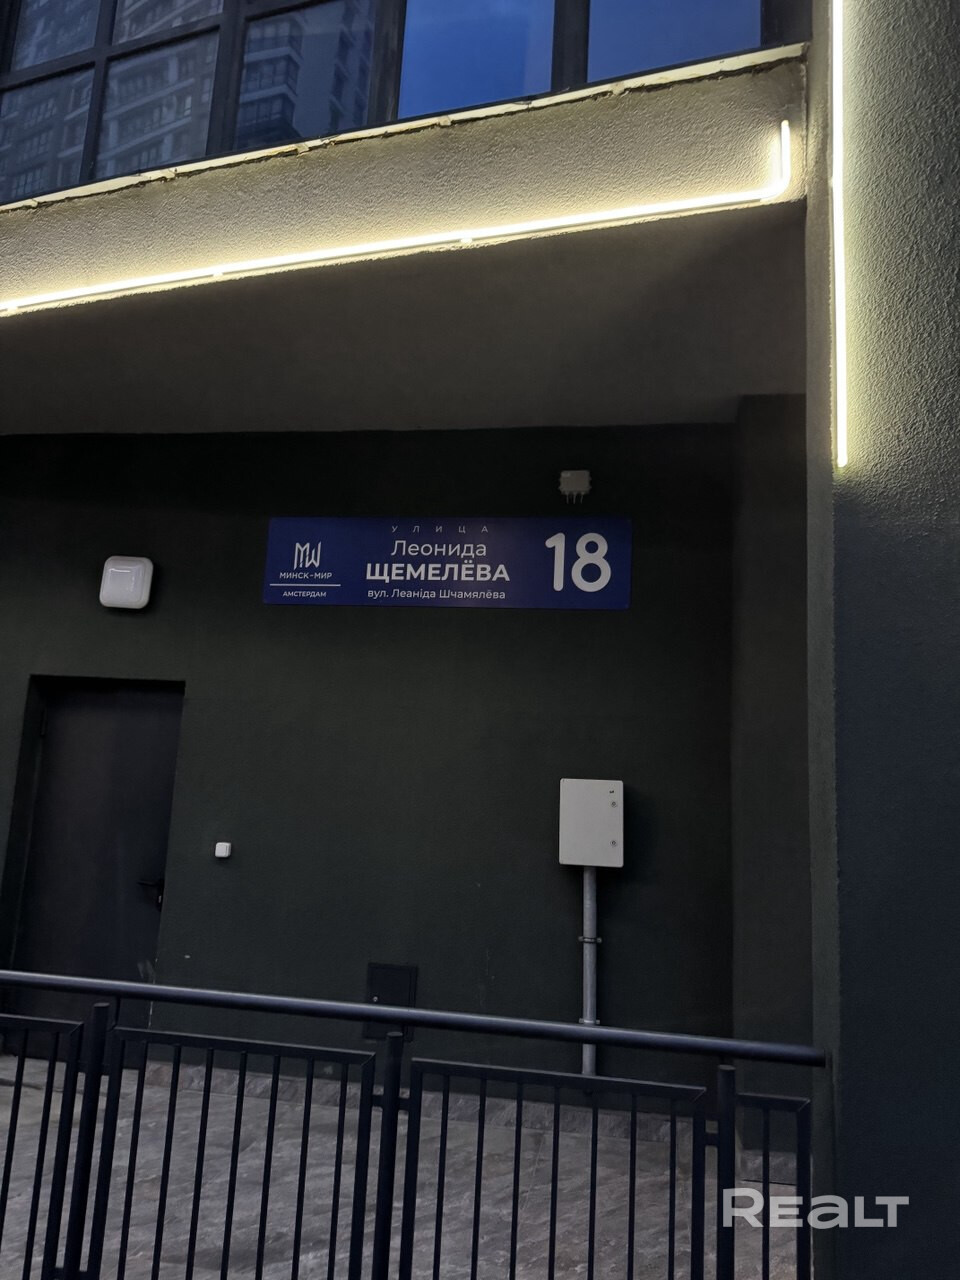 УЛИЦА
Леонида
ЩЕМЕЛЁВА
вул. Леаніда Шчамялёва
18
МИНСК-МИР
АМСТЕРДАМ
REALT